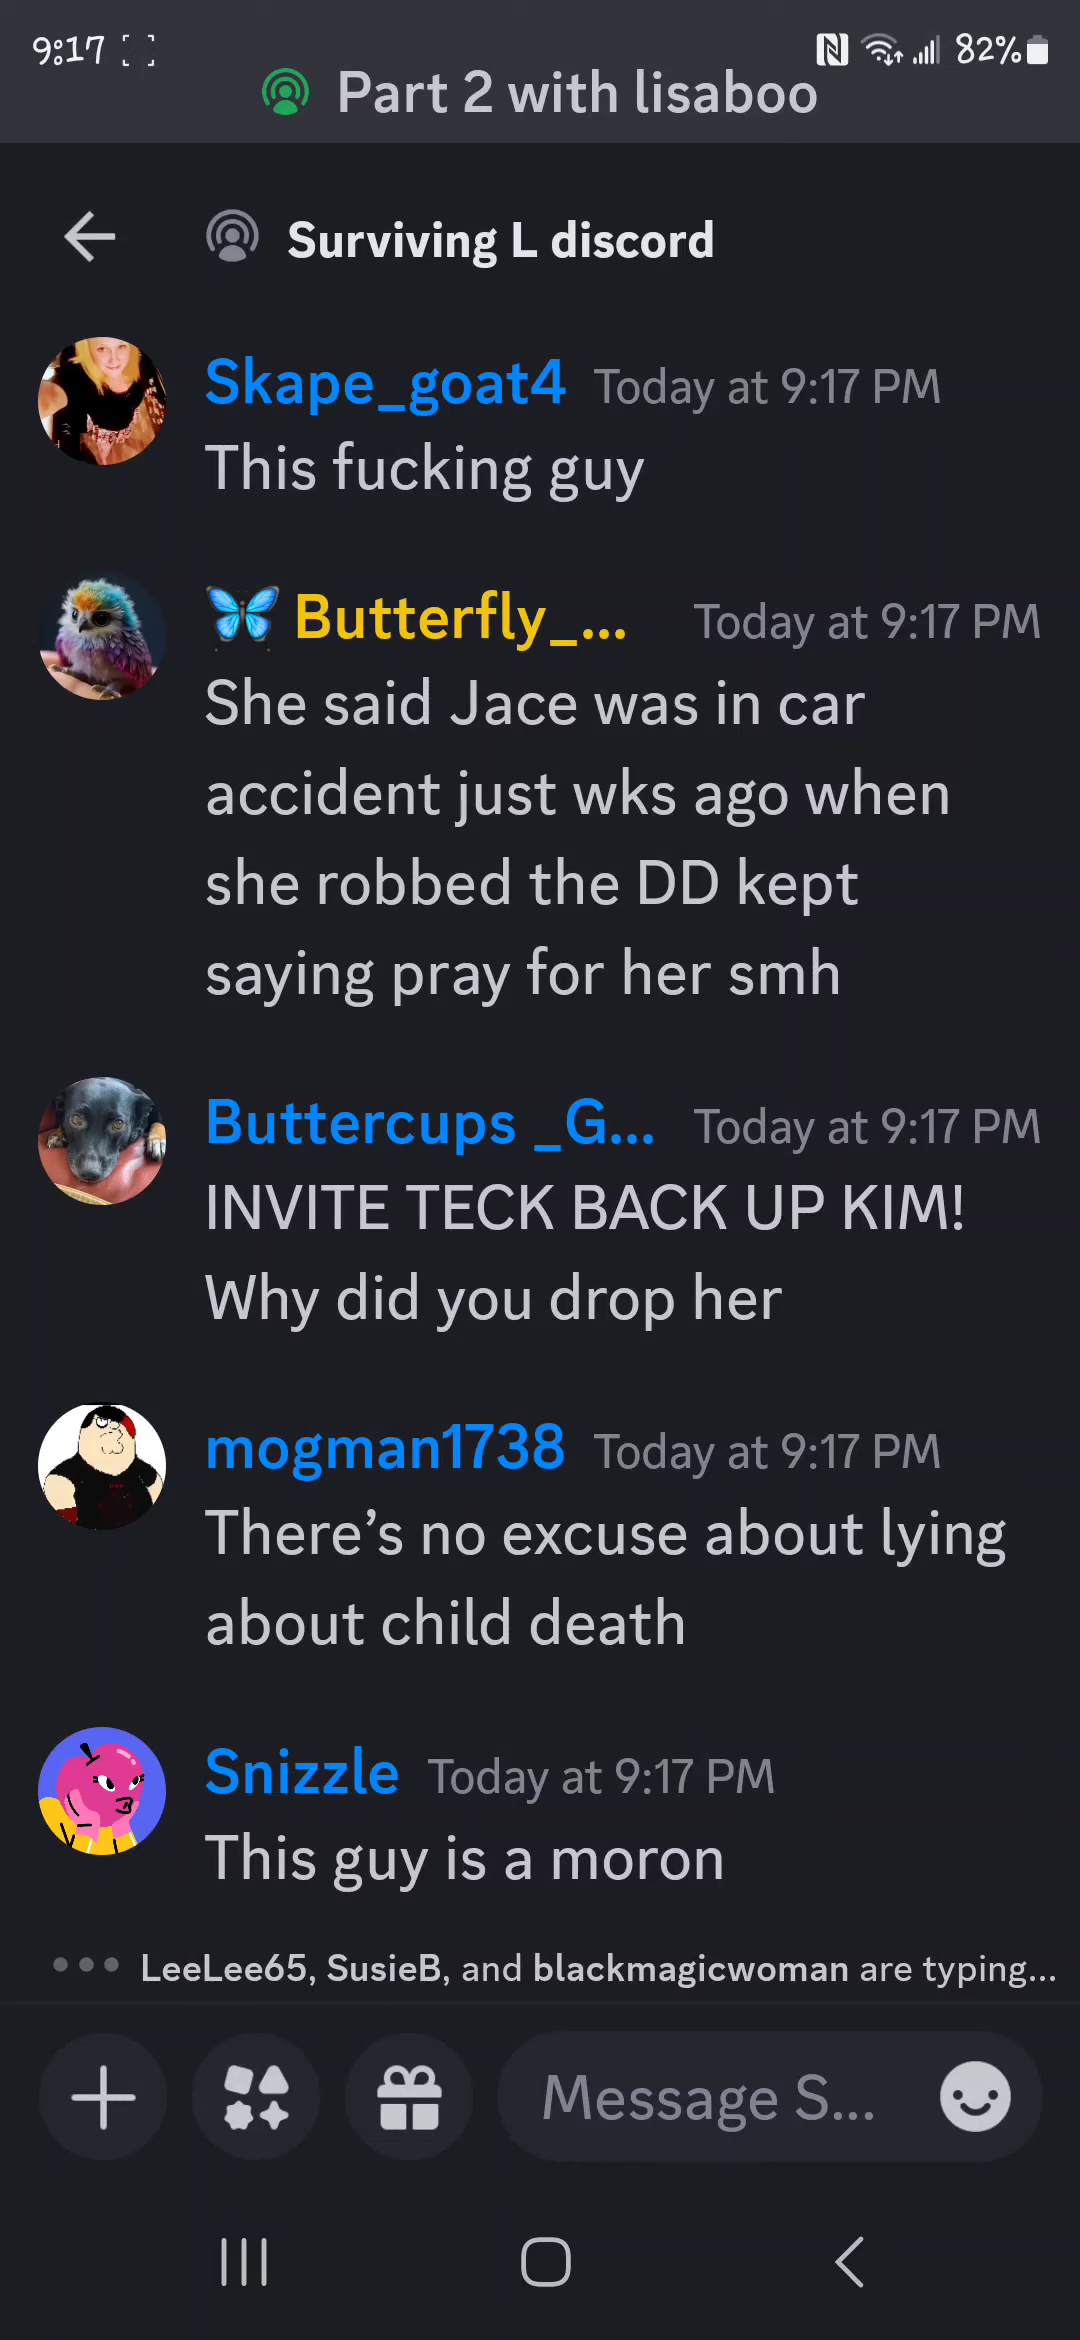 9:17 82%
Part 2 with lisaboo
Surviving L discord
Skape_goat4 Today at 9:17 PM
This fucking guy
🦋 Butterfly_... Today at 9:17 PM
She said Jace was in car
accident just wks ago when
she robbed the DD kept
saying pray for her smh
Buttercups _G... Today at 9:17 PM
INVITE TECK BACK UP KIM!
Why did you drop her
mogman1738 Today at 9:17 PM
There’s no excuse about lying
about child death
Snizzle Today at 9:17 PM
This guy is a moron
LeeLee65, SusieB, and blackmagicwoman are typing...
Message S...